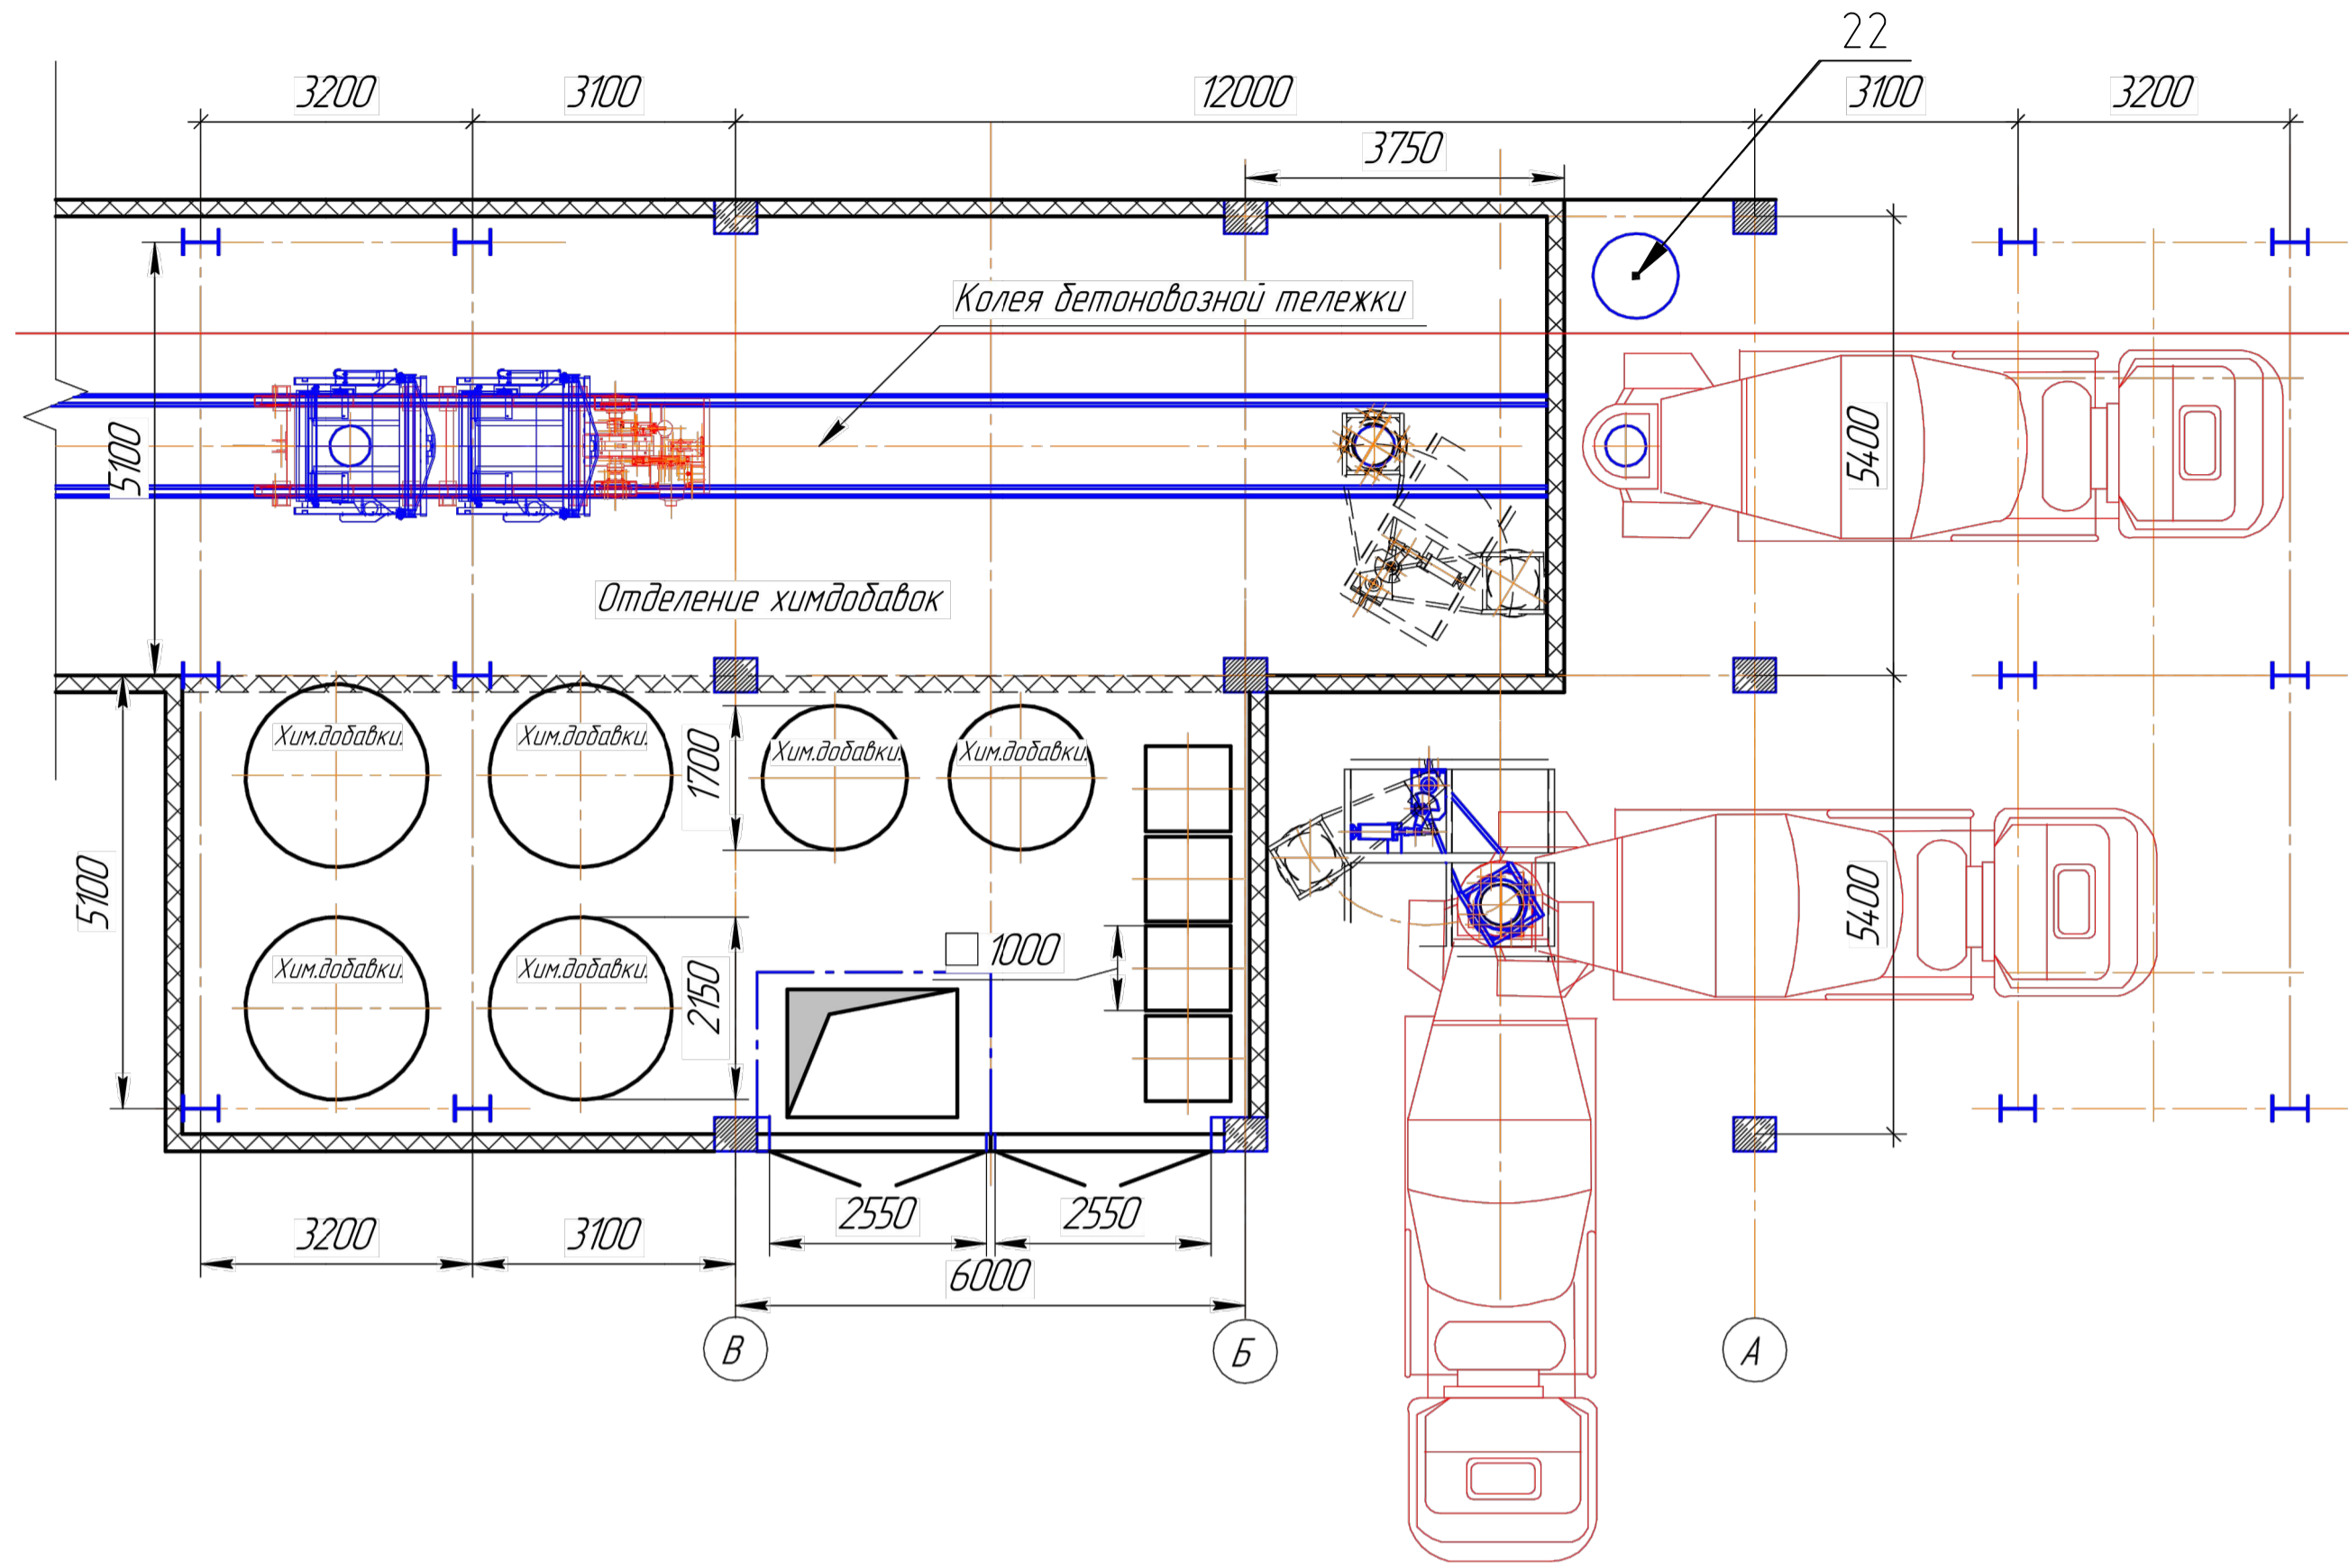 22
3200
3100
12000
3100
3200
3750
Колея бетоновозной тележки
5100
5400
Отделение химдобавок
Хим.добавки.
Хим.добавки.
1700
Хим.добавки.
Хим.добавки.
5100
5400
Хим.добавки.
Хим.добавки.
2150
□ 1000
3200
3100
2550
2550
6000
В
Б
А